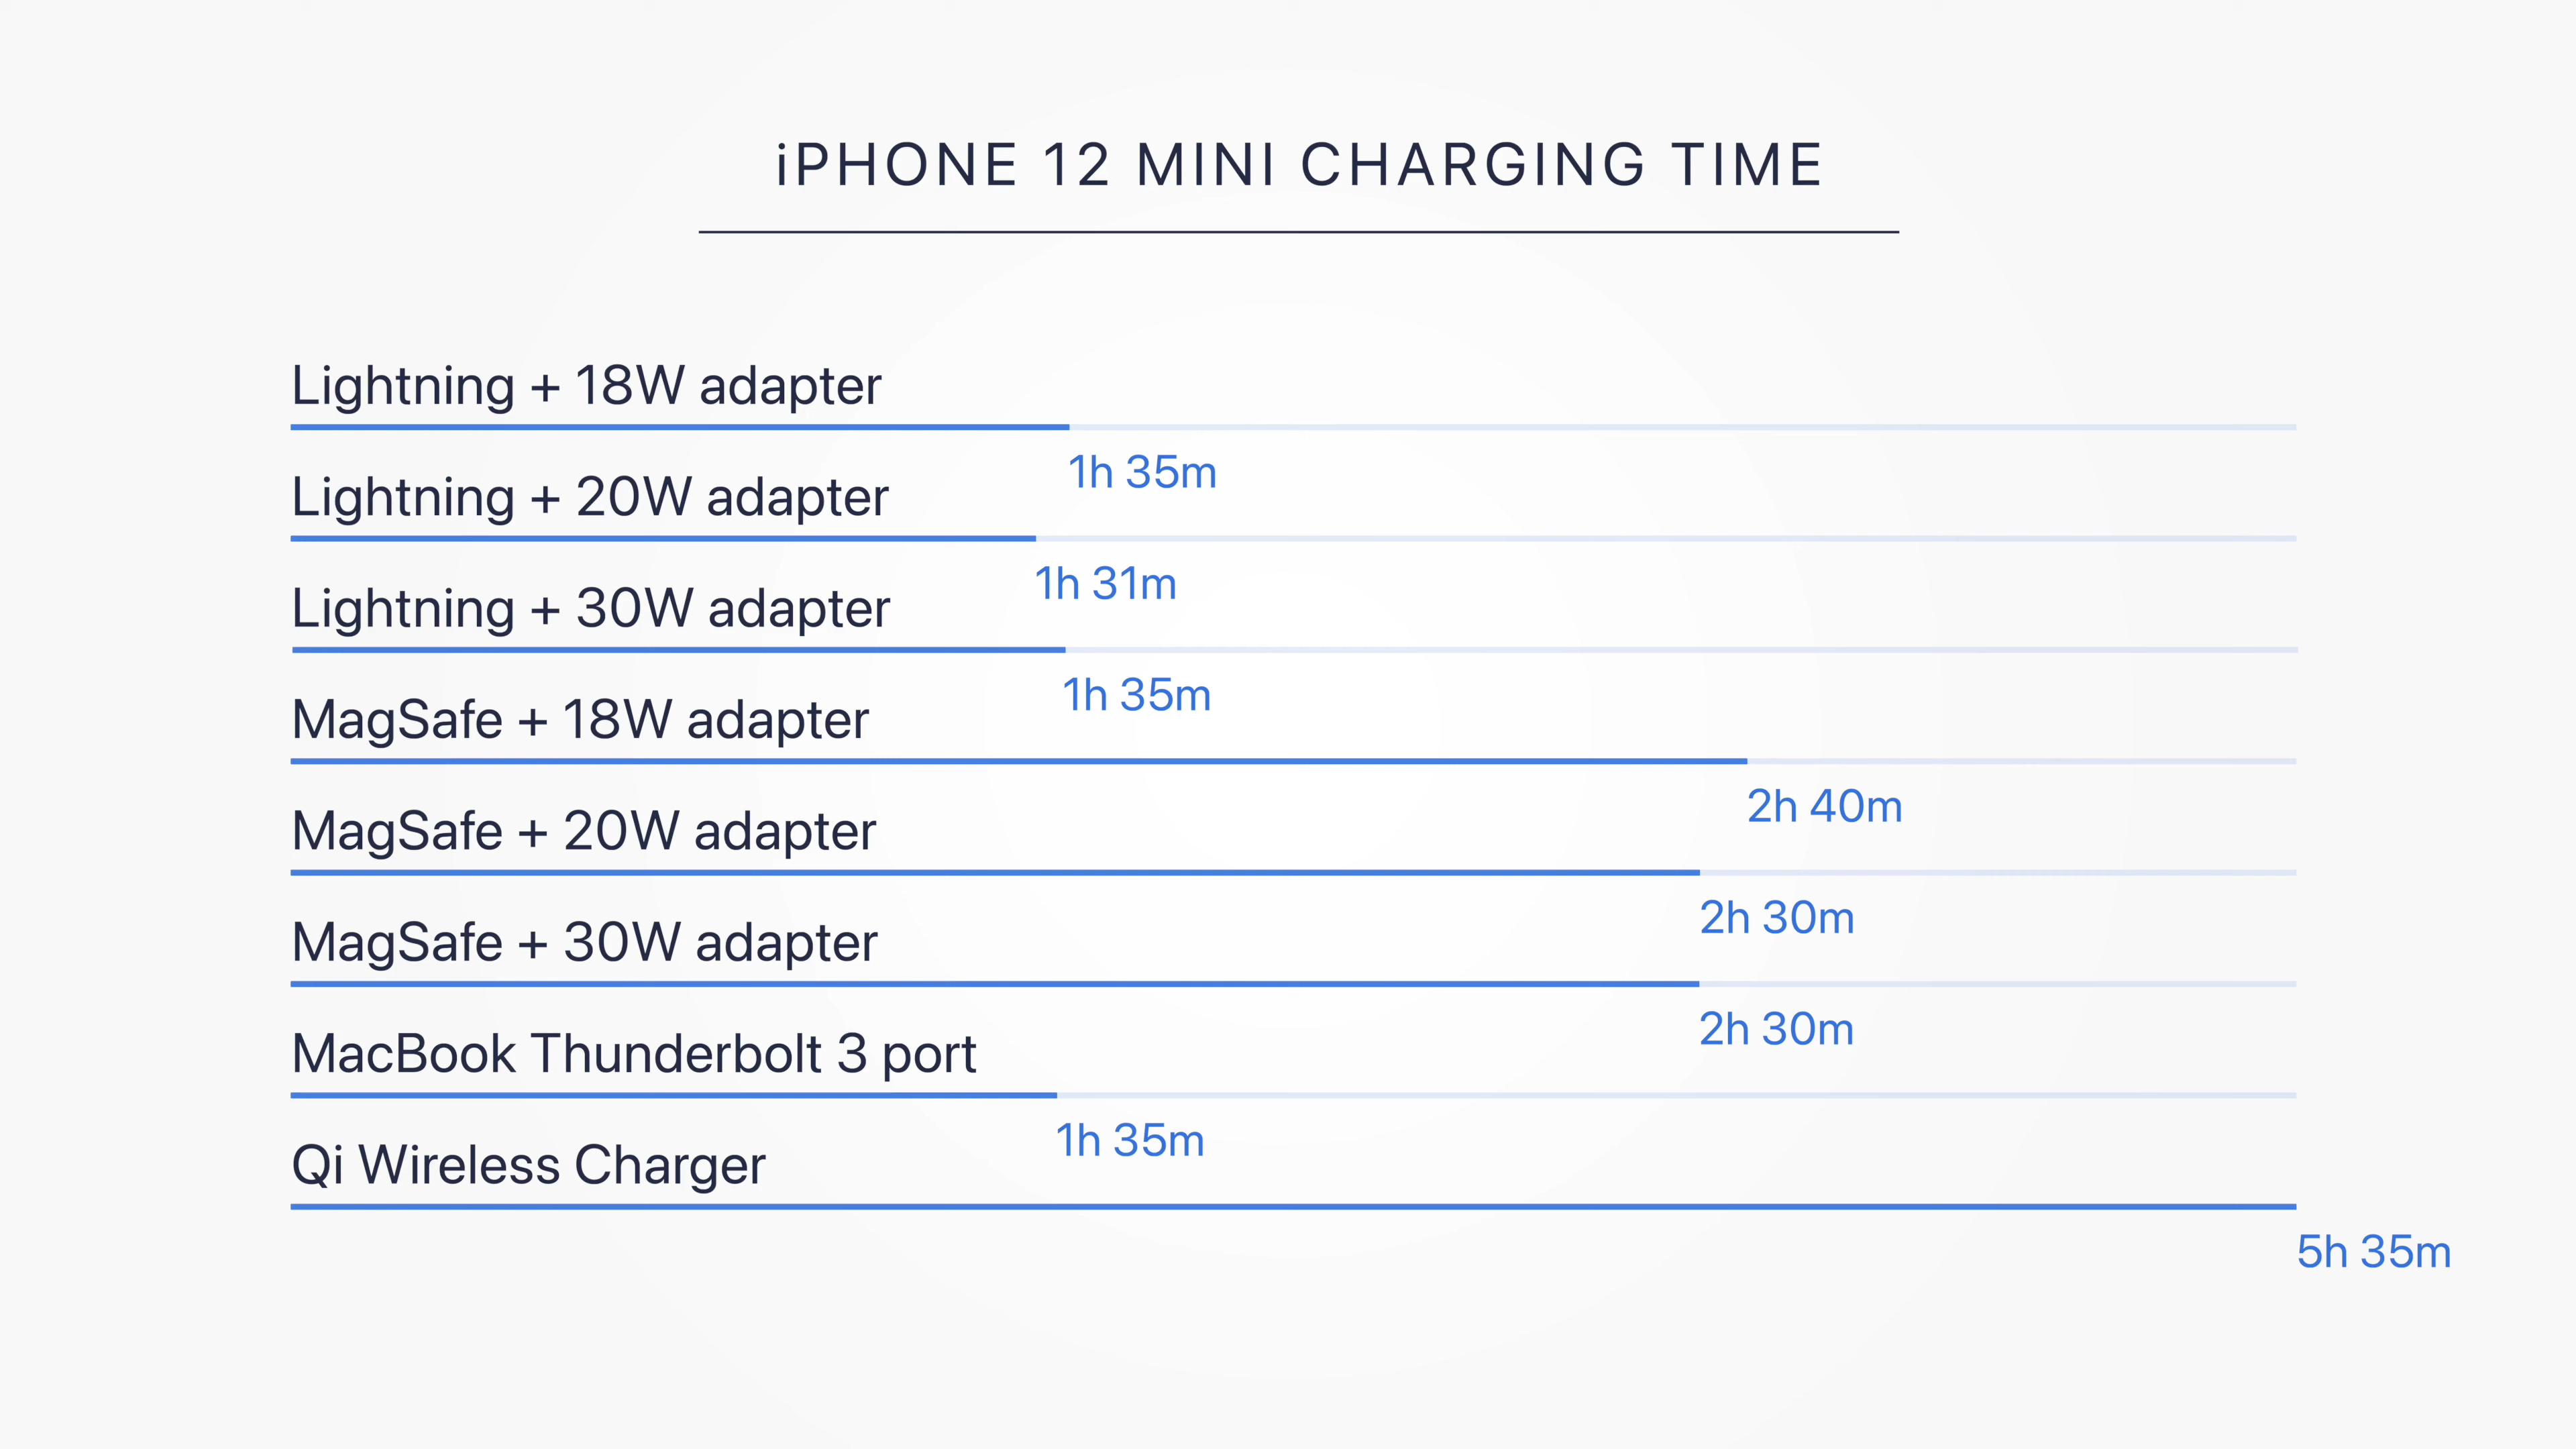 iPHONE 12 MINI CHARGING TIME
Lightning + 18W adapter
1h 35m
Lightning + 20W adapter
1h 31m
Lightning + 30W adapter
1h 35m
MagSafe + 18W adapter
2h 40m
MagSafe + 20W adapter
2h 30m
MagSafe + 30W adapter
2h 30m
MacBook Thunderbolt 3 port
1h 35m
Qi Wireless Charger
5h 35m